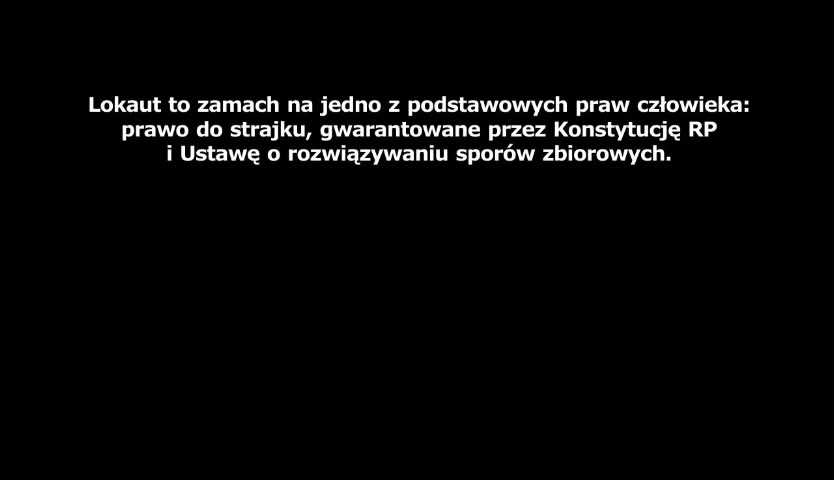 Lokaut to zamach na jedno z podstawowych praw człowieka:
prawo do strajku, gwarantowane przez Konstytucję RP
i Ustawę o rozwiązywaniu sporów zbiorowych.